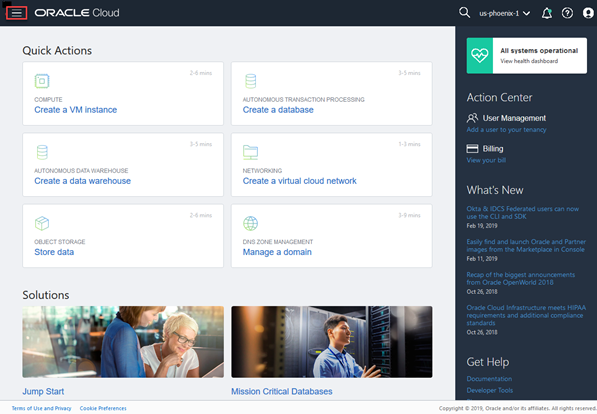 ORACLE Cloud
us-phoenix-1
Quick Actions
2-6 mins
COMPUTE
Create a VM instance
3-5 mins
AUTONOMOUS TRANSACTION PROCESSING
Create a database
3-5 mins
AUTONOMOUS DATA WAREHOUSE
Create a data warehouse
1-3 mins
NETWORKING
Create a virtual cloud network
2-6 mins
OBJECT STORAGE
Store data
DNS ZONE MANAGEMENT
Manage a domain
Solutions
Jump Start
Mission Critical Databases
All systems operational
View health dashboard
Action Center
User Management
Add a user to your tenancy
Billing
View your bill
What's New
Okta & IDCS Federated users can now
use the CLI and SDK
Feb 19, 2019
Easily find and launch Oracle and Partner
images from the Marketplace in Console
Feb 11, 2019
Recap of the biggest announcements
from Oracle OpenWorld 2018
Oct 26, 2018
Oracle Cloud Infrastructure meets HIPAA
requirements and additional compliance
standards
Oct 26, 2018
Get Help
Documentation
Developer Tools
Terms of Use and Privacy
Cookie Preferences
Copyright © 2019, Oracle and/or its affiliates. All rights reserved.